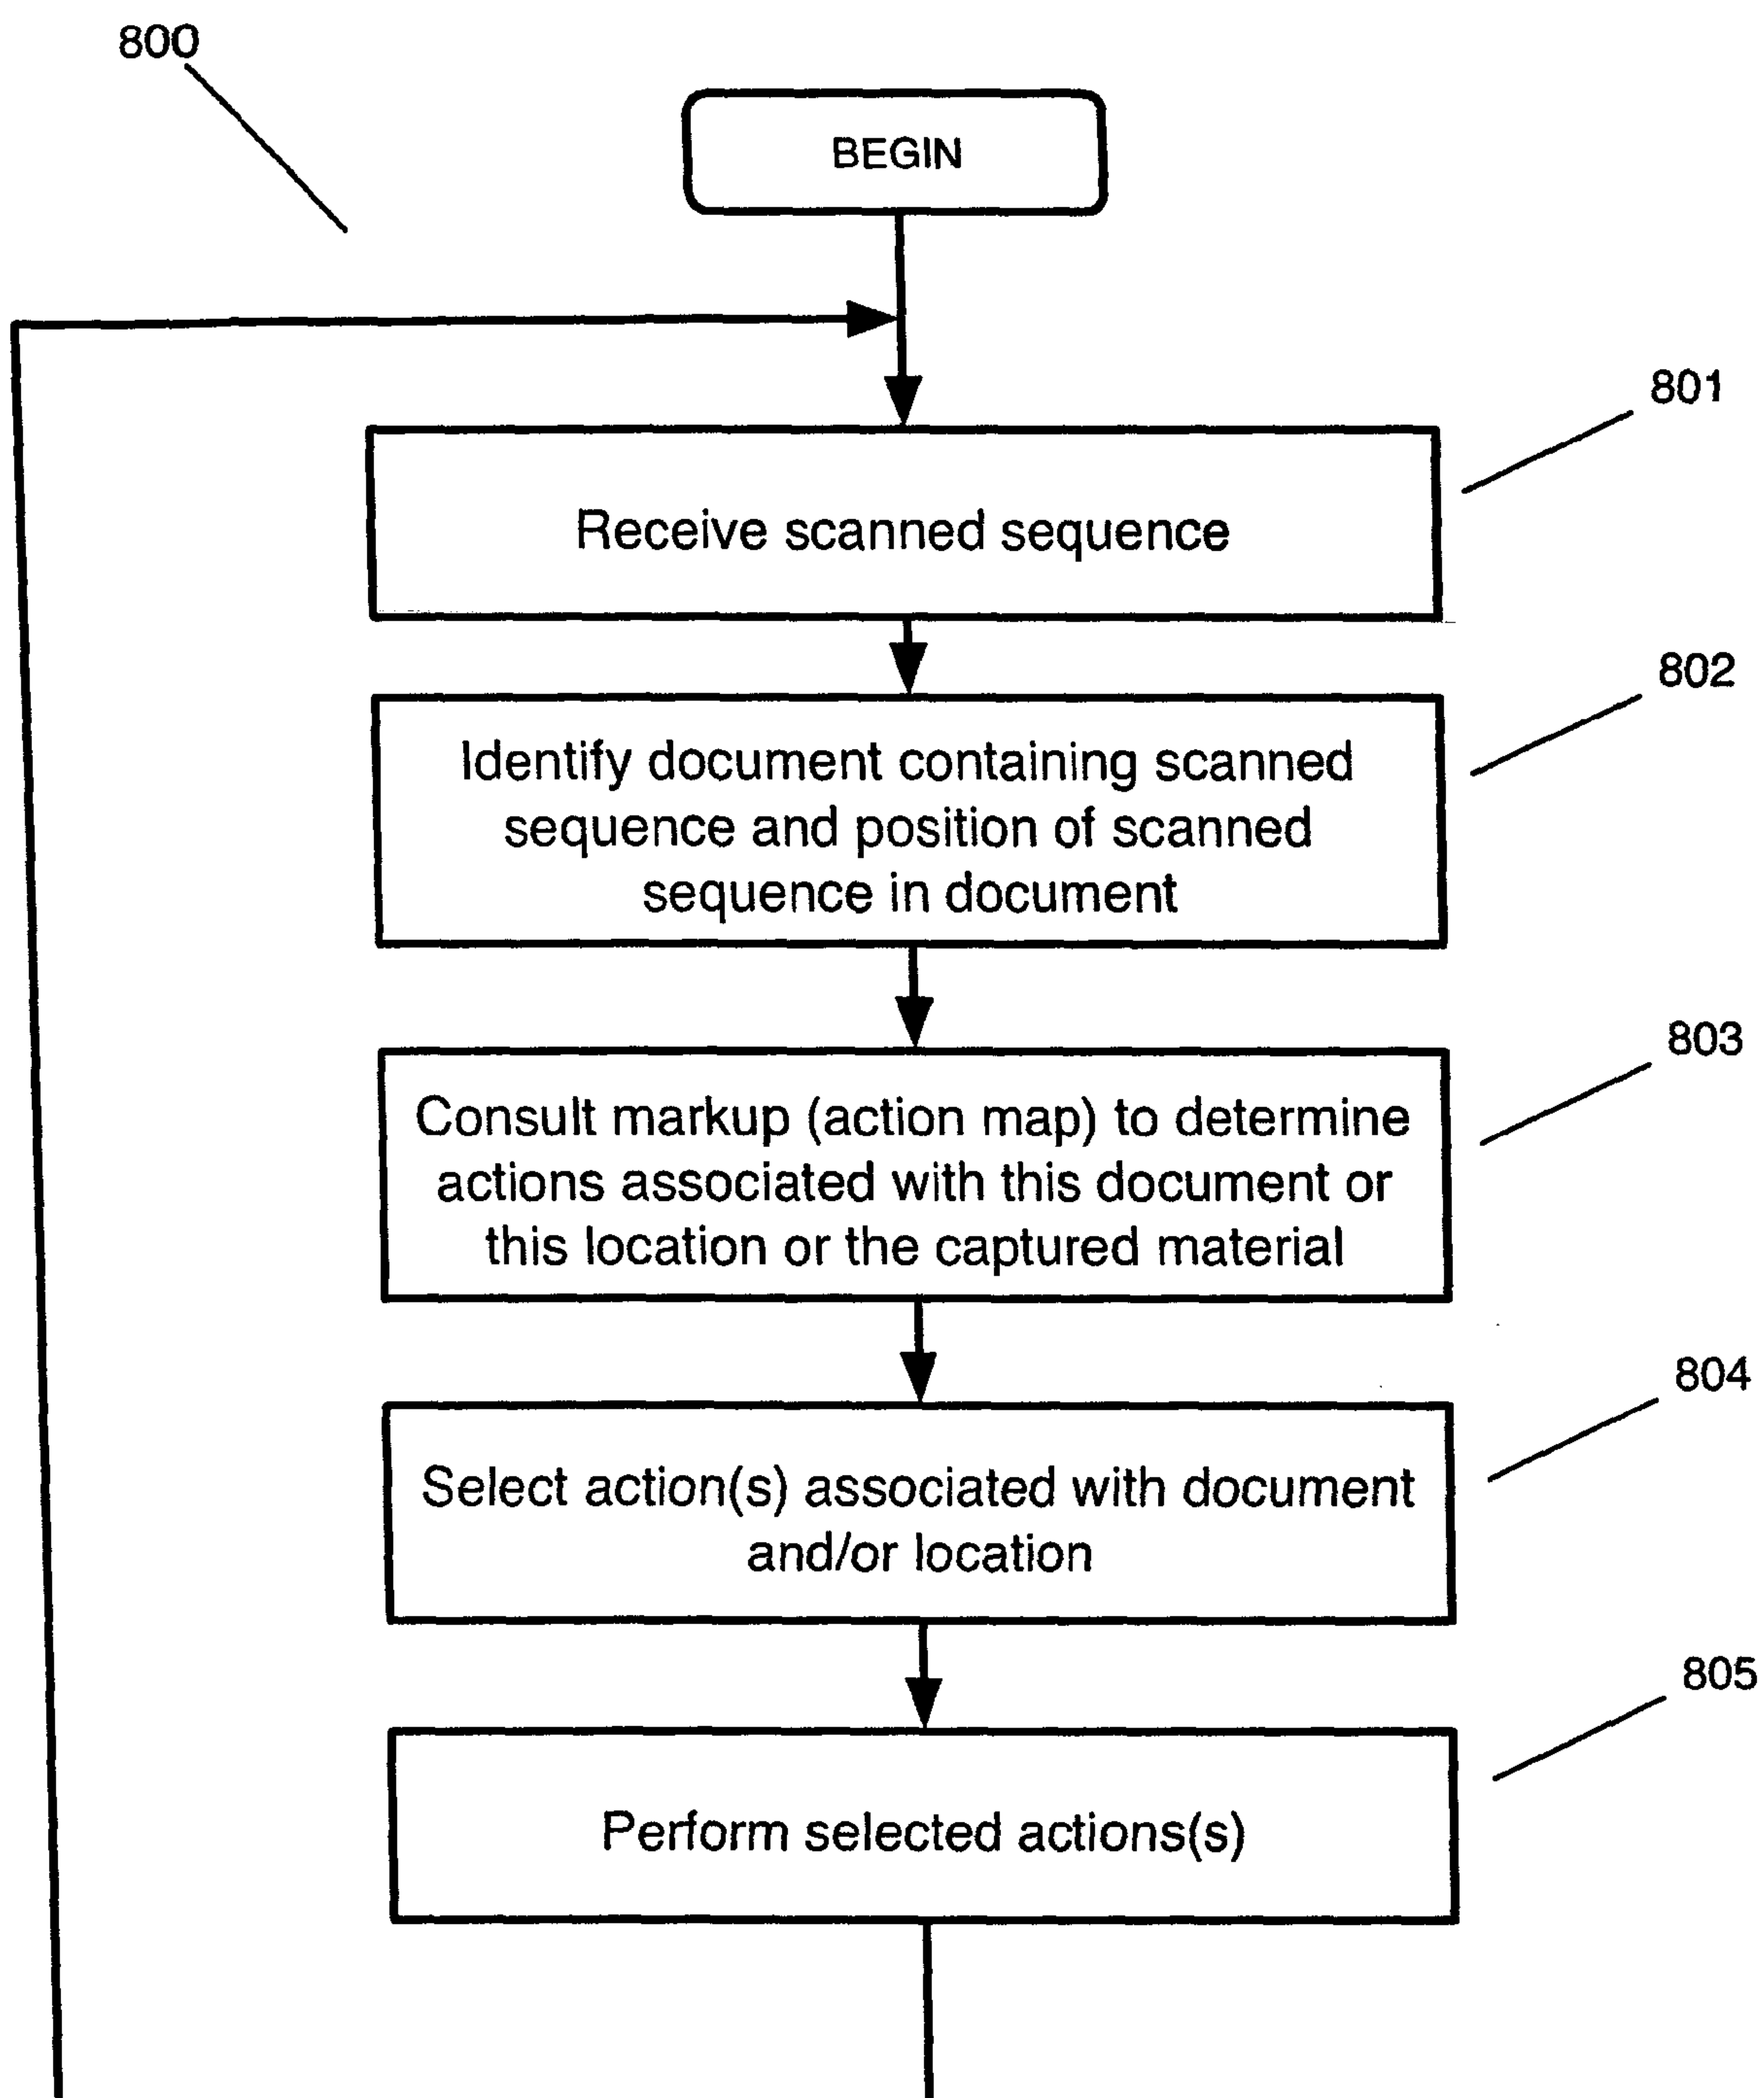 800
BEGIN
801
Receive scanned sequence
802
Identify document containing scanned
sequence and position of scanned
sequence in document
803
Consult markup (action map) to determine
actions associated with this document or
this location or the captured material
804
Select action(s) associated with document
and/or location
805
Perform selected actions(s)